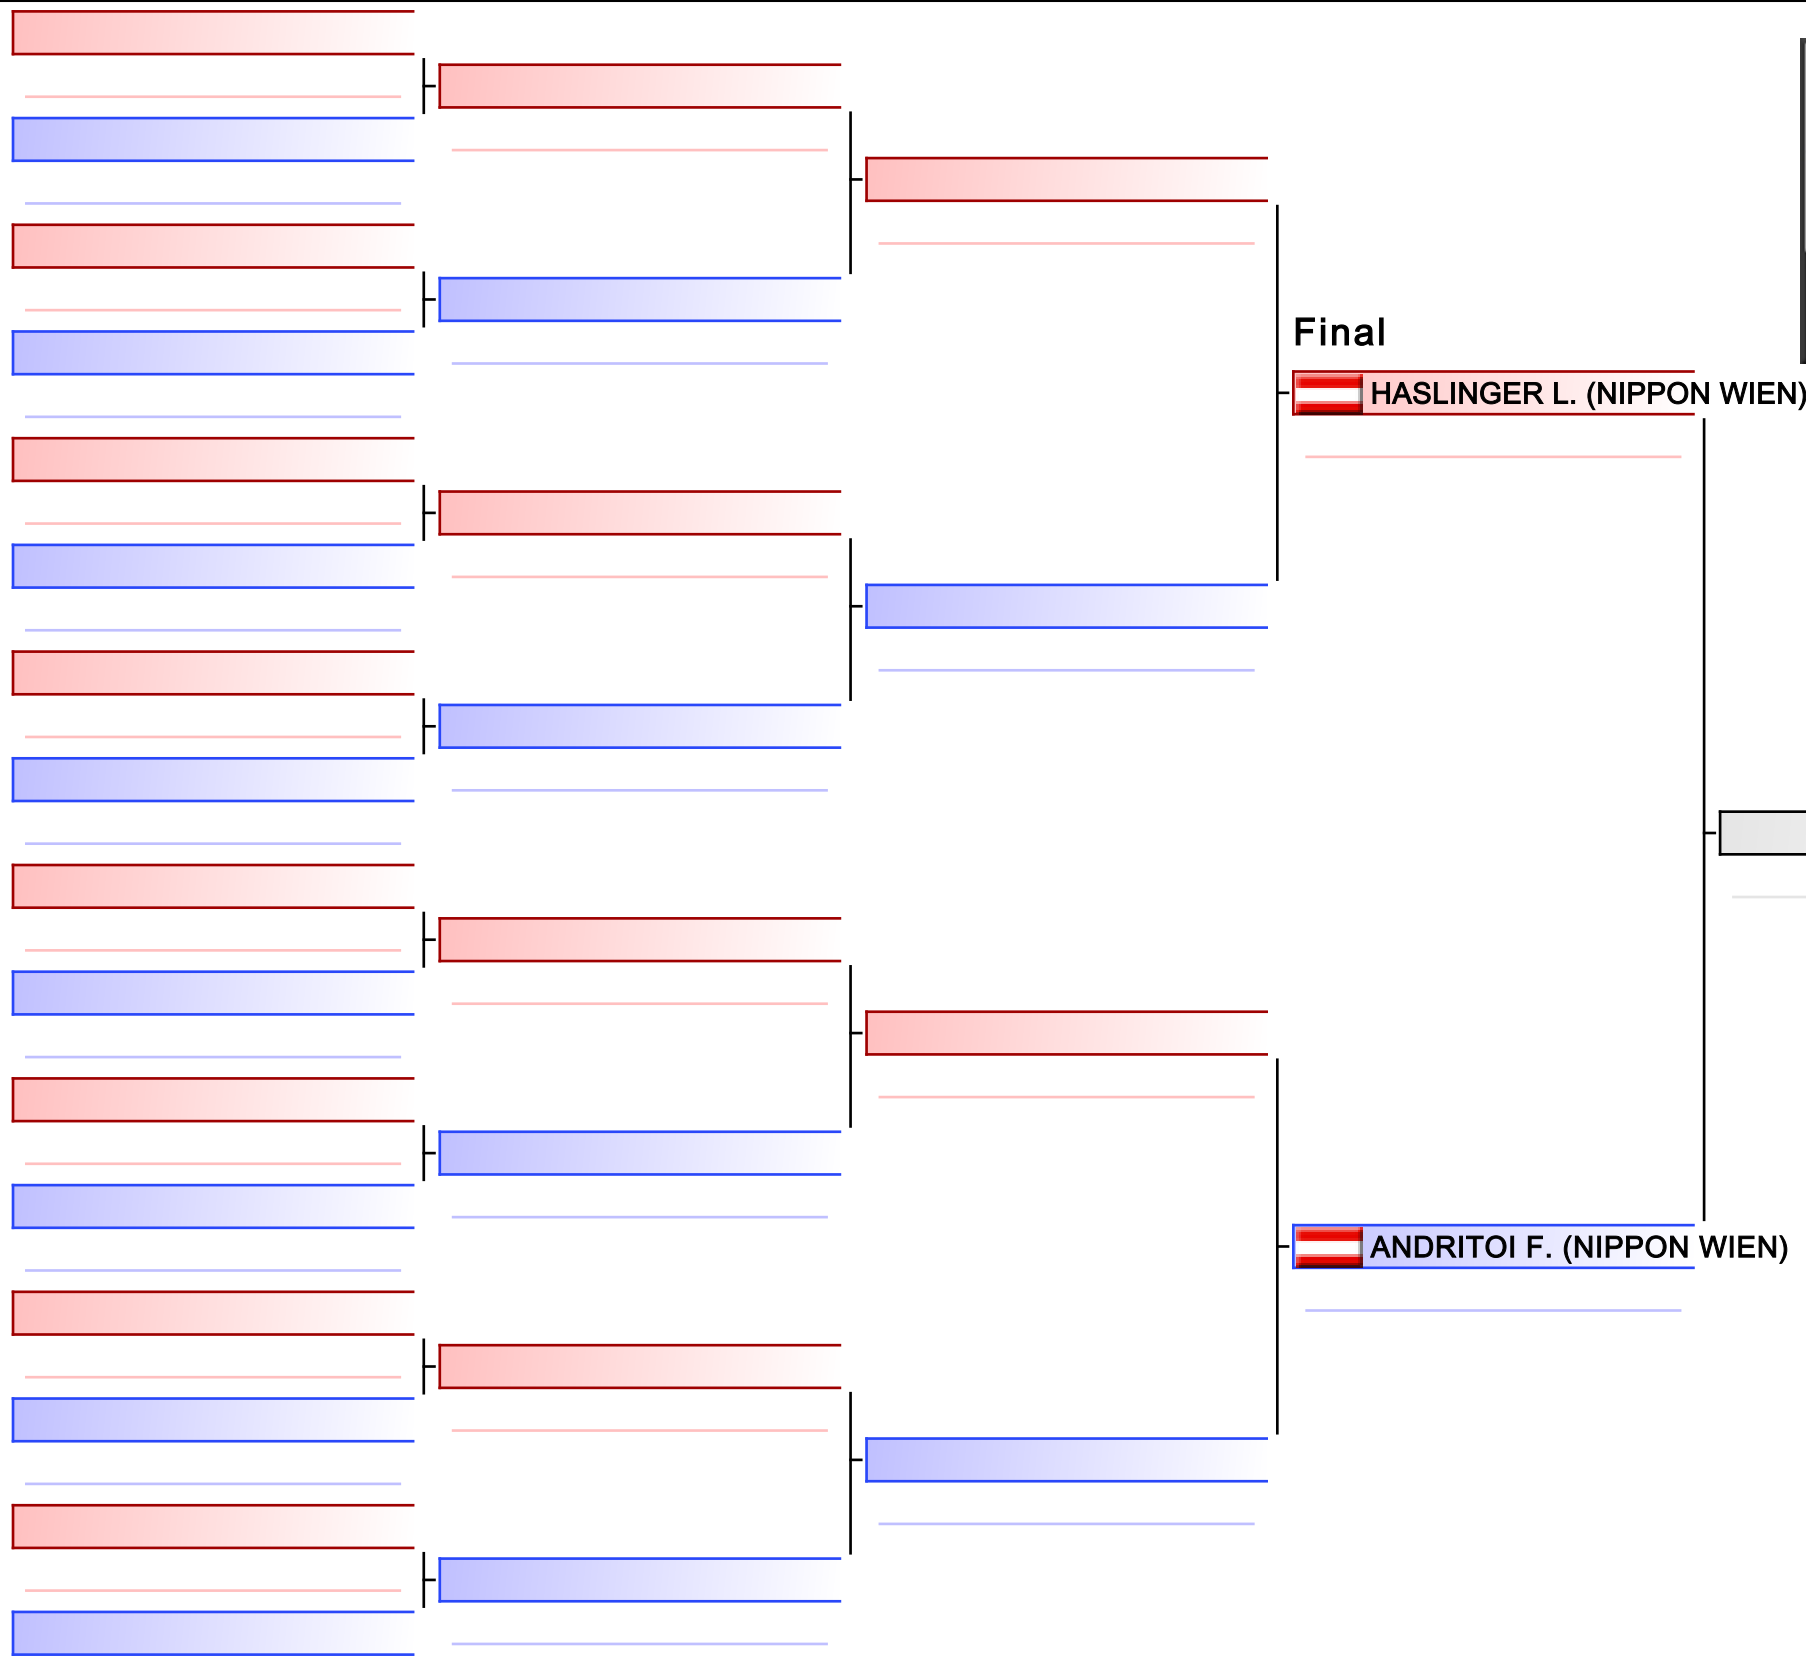 Final
HASLINGER L. (NIPPON WIEN)
ANDRITOI F. (NIPPON WIEN)